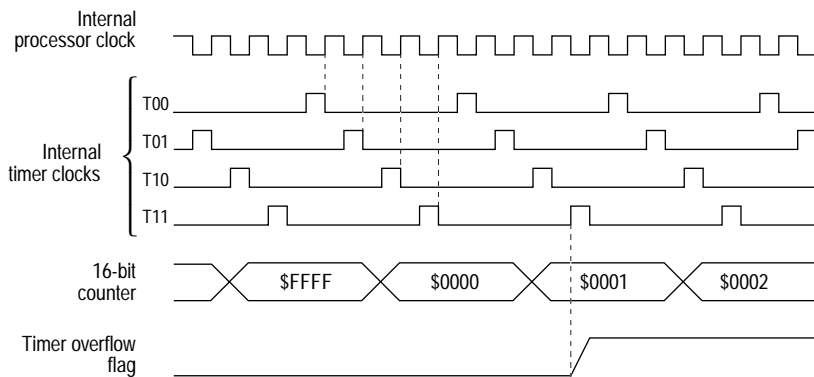 Internal
processor clock
T00
T01
Internal
timer clocks
T10
T11
16-bit
counter
$FFFF
$0000
$0001
$0002
Timer overflow
flag